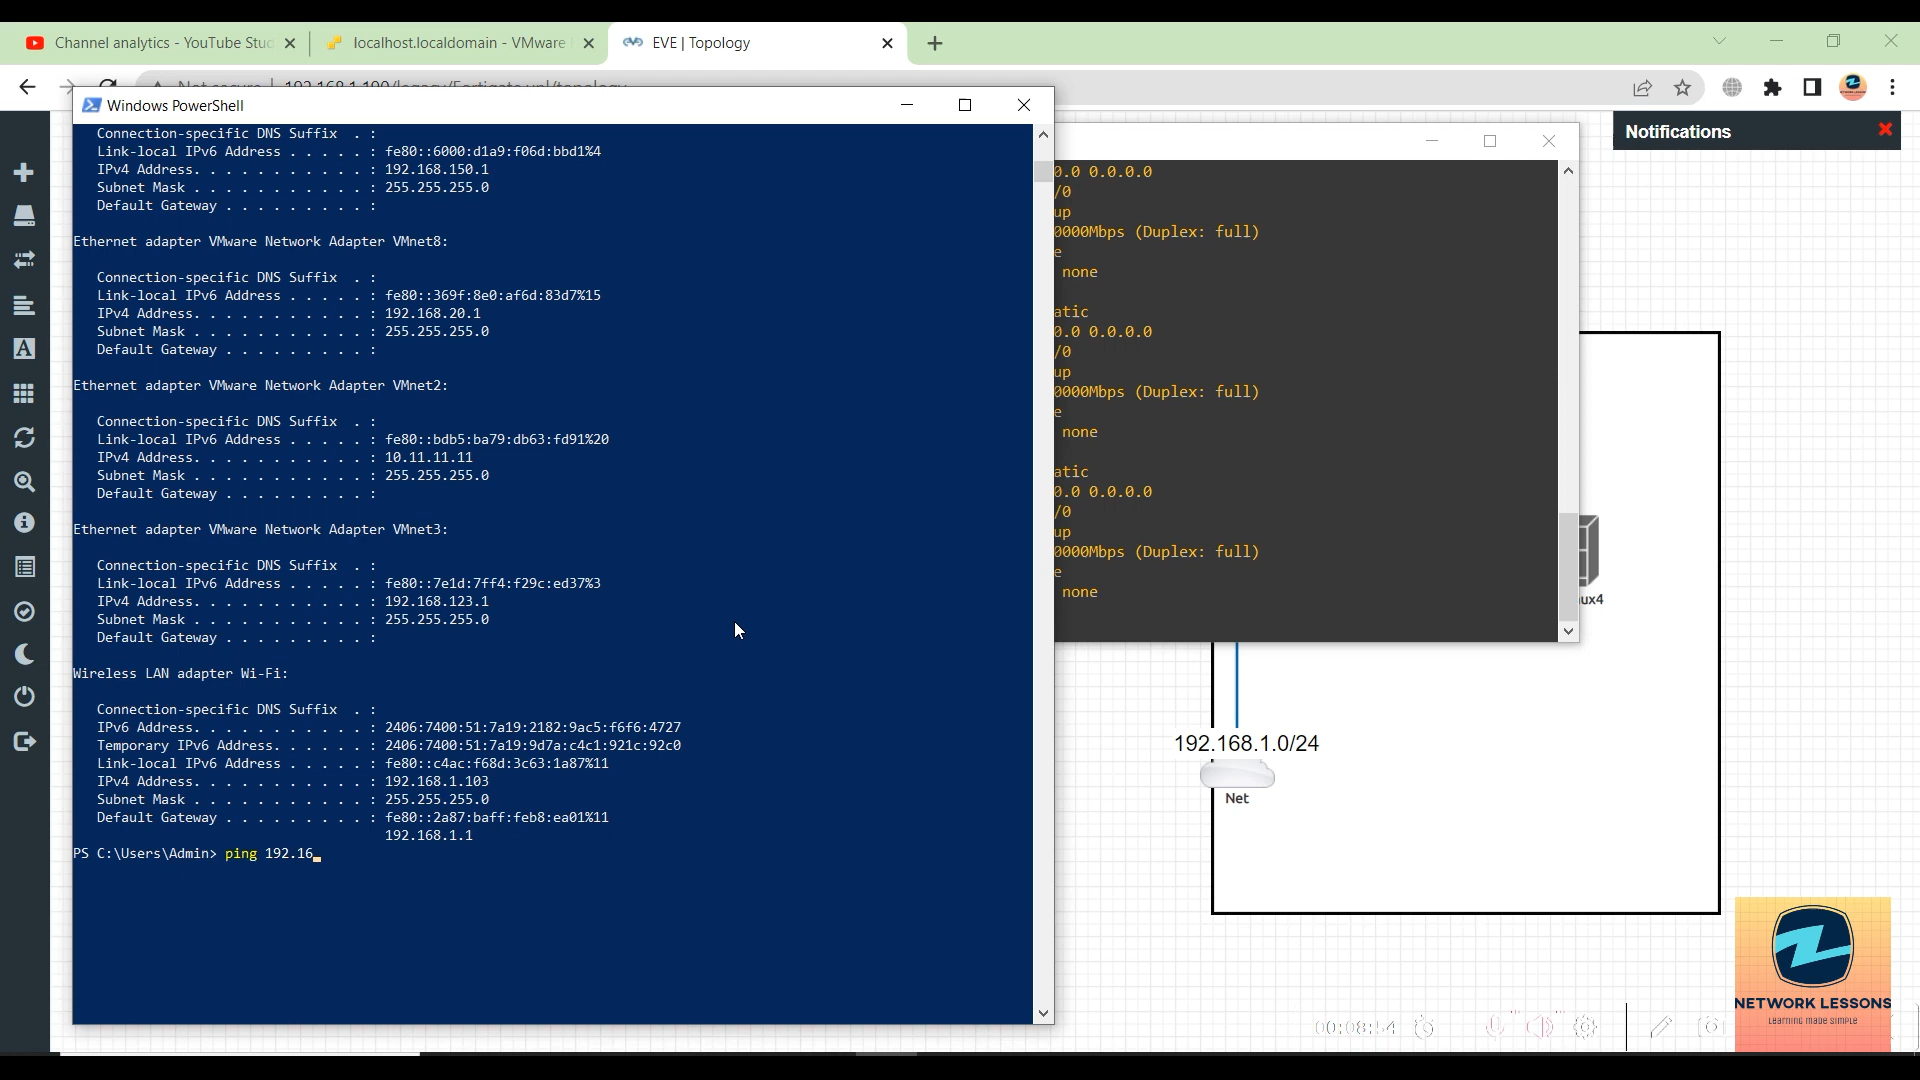 Channel analytics - YouTube Stu
localhost.localdomain - VMware
EVE | Topology
Windows PowerShell
Notifications
Connection-specific DNS Suffix . :
Link-local IPv6 Address . . . . . : fe80::6000:d1a9:f06d:bbd1%4
IPv4 Address. . . . . . . . . . . : 192.168.150.1
Subnet Mask . . . . . . . . . . . : 255.255.255.0
Default Gateway . . . . . . . . . :
Ethernet adapter VMware Network Adapter VMnet8:
Connection-specific DNS Suffix . :
Link-local IPv6 Address . . . . . : fe80::369f:8e0:af6d:83d7%15
IPv4 Address. . . . . . . . . . . : 192.168.20.1
Subnet Mask . . . . . . . . . . . : 255.255.255.0
Default Gateway . . . . . . . . . :
Ethernet adapter VMware Network Adapter VMnet2:
Connection-specific DNS Suffix . :
Link-local IPv6 Address . . . . . : fe80::bdb5:ba79:db63:fd91%20
IPv4 Address. . . . . . . . . . . : 10.11.11.11
Subnet Mask . . . . . . . . . . . : 255.255.255.0
Default Gateway . . . . . . . . . :
Ethernet adapter VMware Network Adapter VMnet3:
Connection-specific DNS Suffix . :
Link-local IPv6 Address . . . . . : fe80::7e1d:7ff4:f29c:ed37%3
IPv4 Address. . . . . . . . . . . : 192.168.123.1
Subnet Mask . . . . . . . . . . . : 255.255.255.0
Default Gateway . . . . . . . . . :
Wireless LAN adapter Wi-Fi:
Connection-specific DNS Suffix . :
IPv6 Address. . . . . . . . . . . : 2406:7400:51:7a19:2182:9ac5:f6f6:4727
Temporary IPv6 Address. . . . . . : 2406:7400:51:7a19:9d7a:c4c1:921c:92c0
Link-local IPv6 Address . . . . . : fe80::c4ac:f68d:3c63:1a87%11
IPv4 Address. . . . . . . . . . . : 192.168.1.103
Subnet Mask . . . . . . . . . . . : 255.255.255.0
Default Gateway . . . . . . . . . : fe80::2a87:baff:feb8:ea01%11
192.168.1.1
PS C:\Users\Admin> ping 192.16_
0.0 0.0.0.0
/0
up
0000Mbps (Duplex: full)
e
none
atic
0.0 0.0.0.0
/0
up
0000Mbps (Duplex: full)
e
none
atic
0.0 0.0.0.0
/0
up
0000Mbps (Duplex: full)
e
none
ux4
192.168.1.0/24
Net
00:08:54
NETWORK LESSONS
Learning made simple